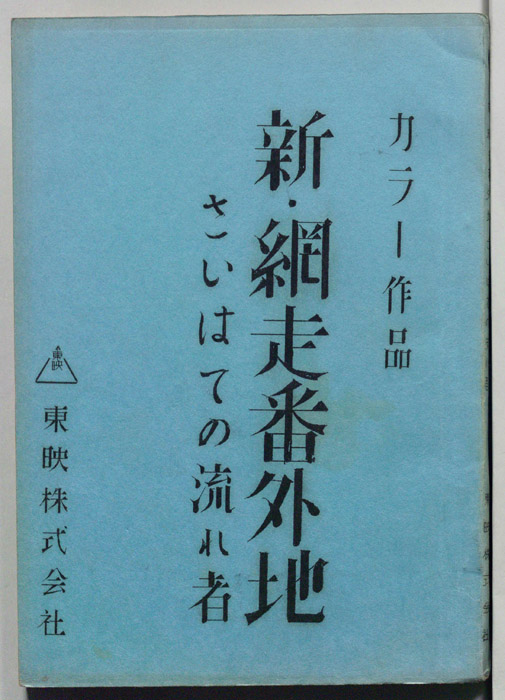 カラー作品
新・網走番外地
さいはての流れ者
東映
東映株式会社